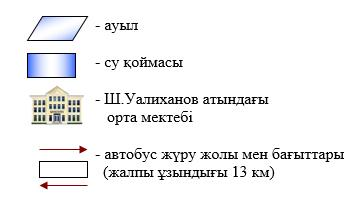 - ауыл
- су қоймасы
- Ш.Уалиханов атындағы
орта мектебі
- автобус жүру жолы мен бағыттары
(жалпы ұзындығы 13 км)